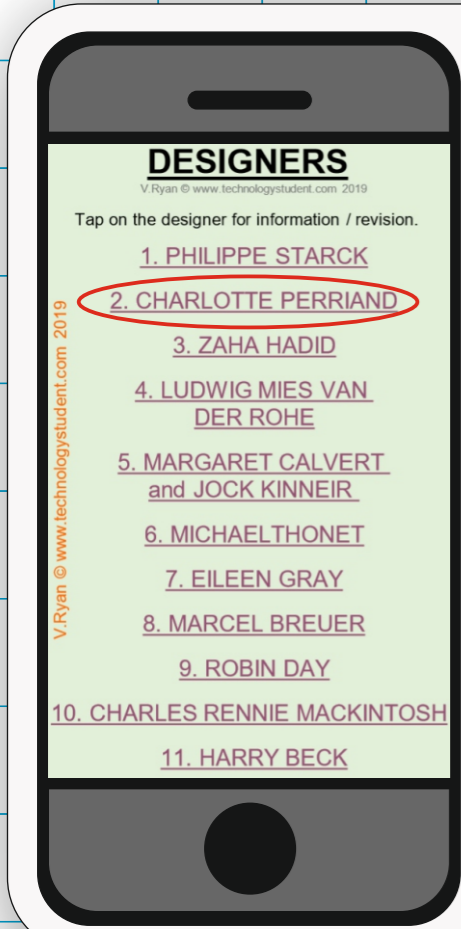 DESIGNERS
V.Ryan © www.technologystudent.com 2019
Tap on the designer for information / revision.
1. PHILIPPE STARCK
2. CHARLOTTE PERRIAND
3. ZAHA HADID
4. LUDWIG MIES VAN
DER ROHE
5. MARGARET CALVERT
and JOCK KINNEIR
6. MICHAELTHONET
7. EILEEN GRAY
8. MARCEL BREUER
9. ROBIN DAY
10. CHARLES RENNIE MACKINTOSH
11. HARRY BECK
V.Ryan © www.technologystudent.com 2019